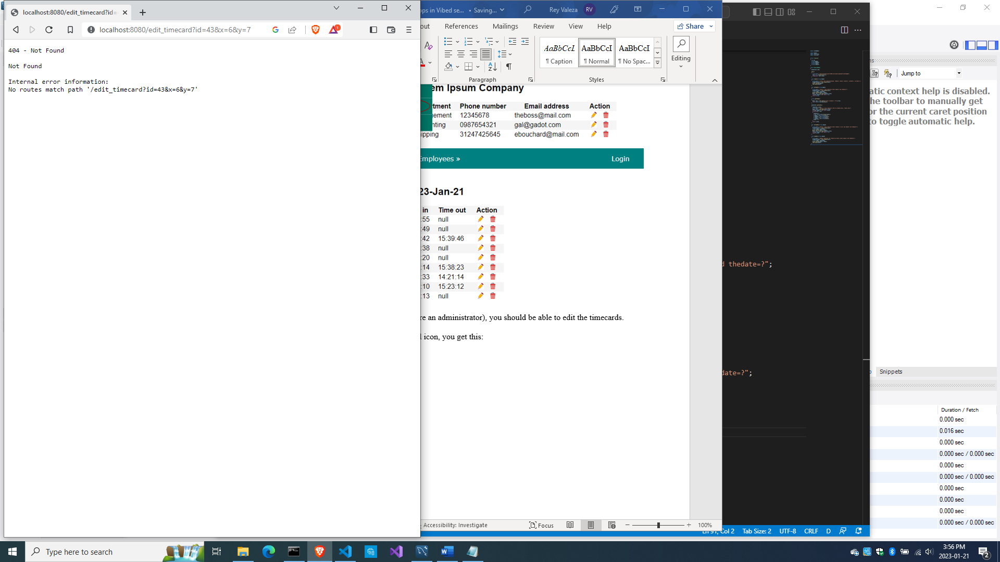 localhost:8080/edit_timecard?id=
localhost:8080/edit_timecard?id=43&x=6&y=7
1
404 - Not Found
Not Found
Internal error information:
No routes match path '/edit_timecard?id=43&x=6&y=7'
ops in Vibed se... • Saving...
Rey Valeza RV
out References Mailings Review View Help
Share
AaBbCcI AaBbCcI AaBbCcI
¶ Caption ¶ Normal ¶ No Spac...
Editing
Paragraph Styles
em Ipsum Company
tment Phone number Email address Action
ement 12345678 theboss@mail.com
nting 0987654321 gal@gadot.com
ipping 31247425645 ebouchard@mail.com
Employees » Login
23-Jan-21
in Time out Action
:55 null
:49 null
:42 15:39:46
:38 null
:20 null
:14 15:38:23
:33 14:21:14
:10 15:23:12
:13 null
re an administrator), you should be able to edit the timecards.
l icon, you get this:
Accessibility: Investigate Focus 100%
d thedate=?";
date=?";
Ln 91, Col 2 Tab Size: 2 UTF-8 CRLF D
ns
Jump to
atic context help is disabled.
he toolbar to manually get
or the current caret position
to toggle automatic help.
Snippets
Duration / Fetch
0.000 sec
0.016 sec
0.000 sec
0.000 sec / 0.000 sec
0.000 sec
0.000 sec / 0.000 sec
0.000 sec
0.000 sec
0.000 sec
0.000 sec / 0.000 sec
Type here to search
3:56 PM
2023-01-21
2